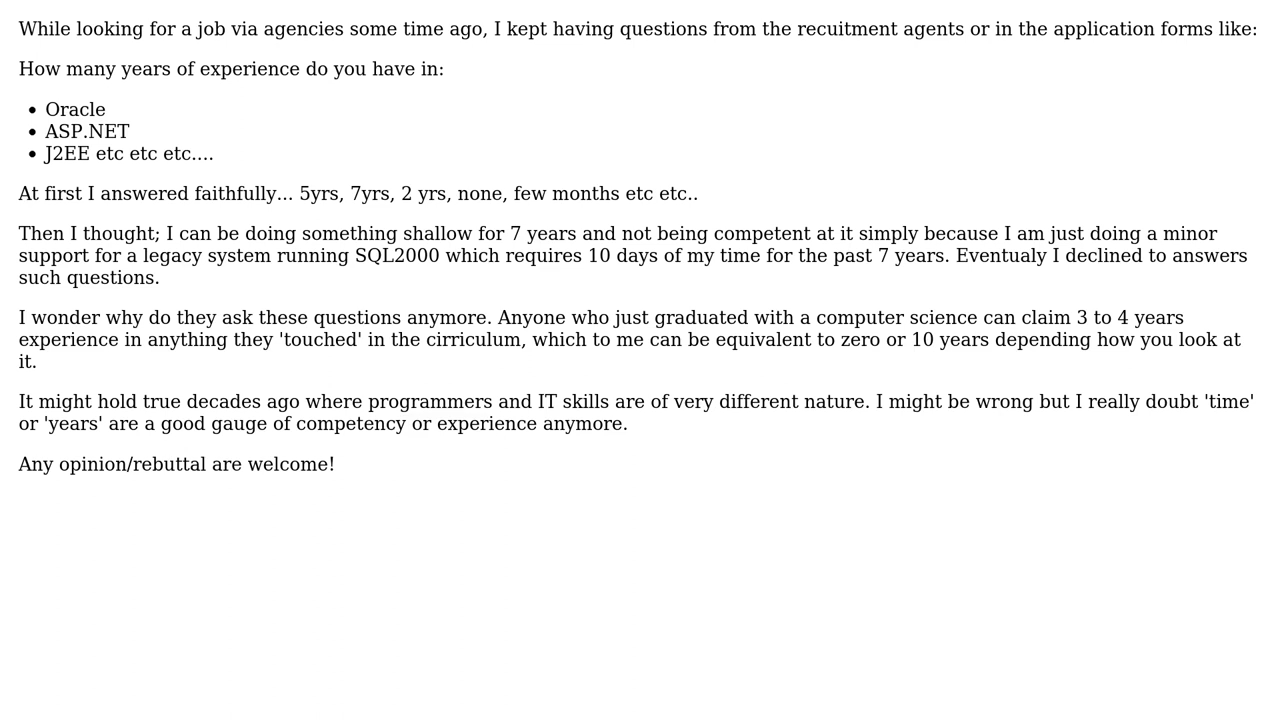 While looking for a job via agencies some time ago, I kept having questions from the recuitment agents or in the application forms like:
How many years of experience do you have in:
• Oracle
• ASP.NET
• J2EE etc etc etc....
At first I answered faithfully... 5yrs, 7yrs, 2 yrs, none, few months etc etc..
Then I thought; I can be doing something shallow for 7 years and not being competent at it simply because I am just doing a minor
support for a legacy system running SQL2000 which requires 10 days of my time for the past 7 years. Eventualy I declined to answers
such questions.
I wonder why do they ask these questions anymore. Anyone who just graduated with a computer science can claim 3 to 4 years
experience in anything they 'touched' in the cirriculum, which to me can be equivalent to zero or 10 years depending how you look at
it.
It might hold true decades ago where programmers and IT skills are of very different nature. I might be wrong but I really doubt 'time'
or 'years' are a good gauge of competency or experience anymore.
Any opinion/rebuttal are welcome!